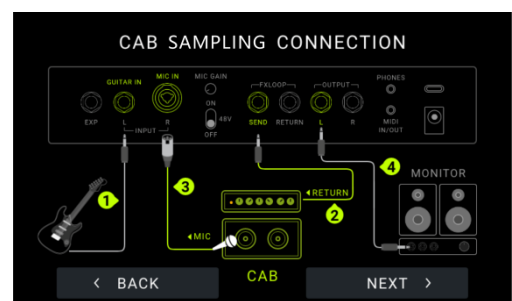 CAB SAMPLING CONNECTION
GUITAR IN
MIC IN
MIC GAIN
FXLOOP
OUTPUT
PHONES
ON
48V
OFF
EXP
L
R
INPUT
SEND
RETURN
L
R
MIDI
IN/OUT
1
3
4
MONITOR
◄RETURN
2
◄MIC
CAB
< BACK
NEXT >